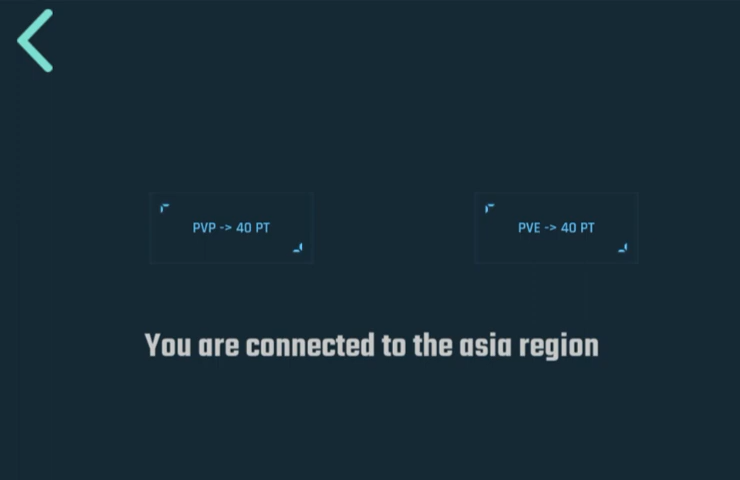 PVP -> 40 PT
PVE -> 40 PT
You are connected to the asia region